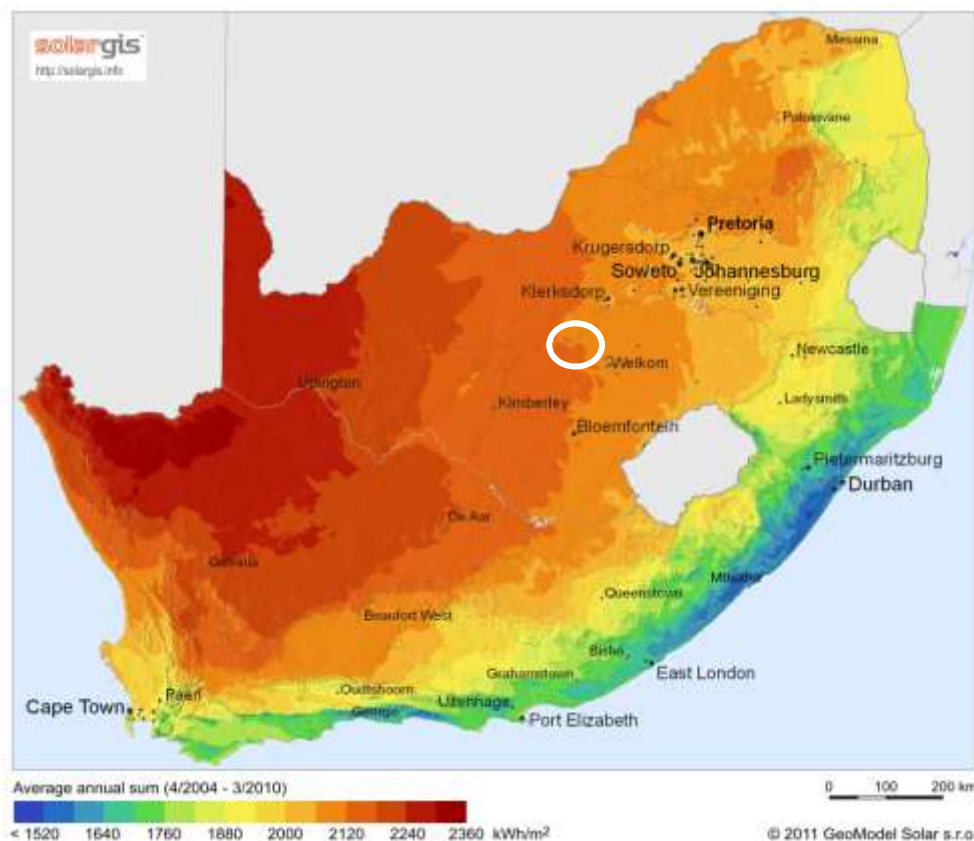 solargis
http://solargis.info
Mesama
Polokwane
Pretoria
Krugersdorp
Soweto Johannesburg
Klerksdorp
Vereeniging
Welkom
Newcastle
Upington
Kimberley
Ladysmith
Bloemfontein
Pietermaritzburg
Durban
De Aar
Calvinia
Mthatha
Queenstown
Beaufort West
Bisho
East London
Grahamstown
Oudtshoorn
Paarl
Uitenhage
Cape Town
George
Port Elizabeth
Average annual sum (4/2004 - 3/2010)
0 100 200 km
< 1520 1640 1760 1880 2000 2120 2240 2360 kWh/m²
© 2011 GeoModel Solar s.r.o